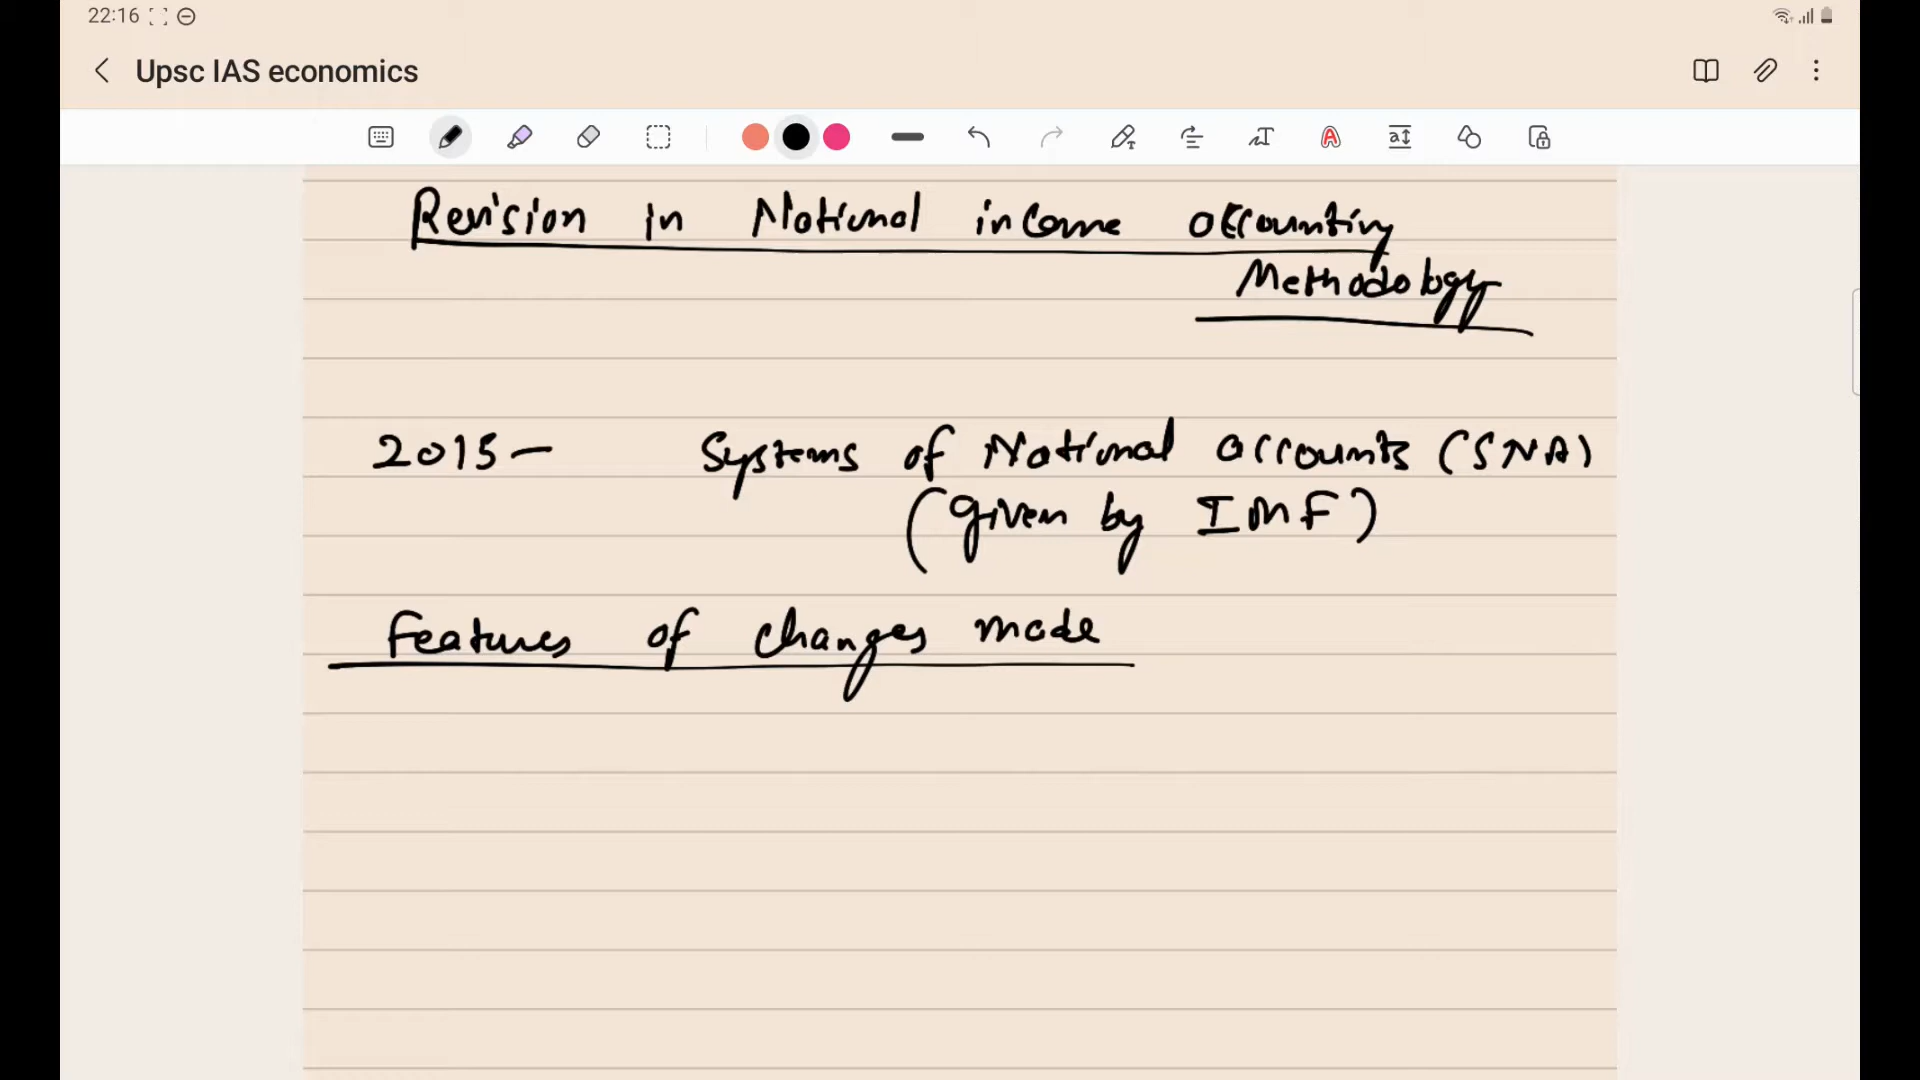 22:16
Upsc IAS economics
Revision in National income accounting
Methodology
2015 - Systems of National accounts (SNA)
(given by IMF)
features of changes made